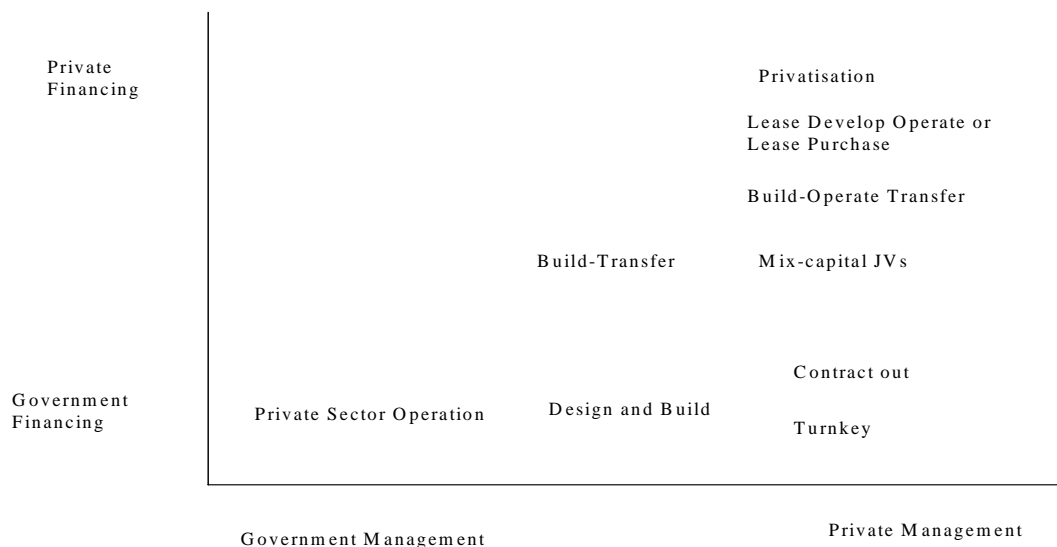 Private
Financing
Privatisation
Lease Develop Operate or
Lease Purchase
Build-Operate Transfer
Build-Transfer
Mix-capital JVs
Contract out
Government
Financing
Private Sector Operation
Design and Build
Turnkey
Government Management
Private Management